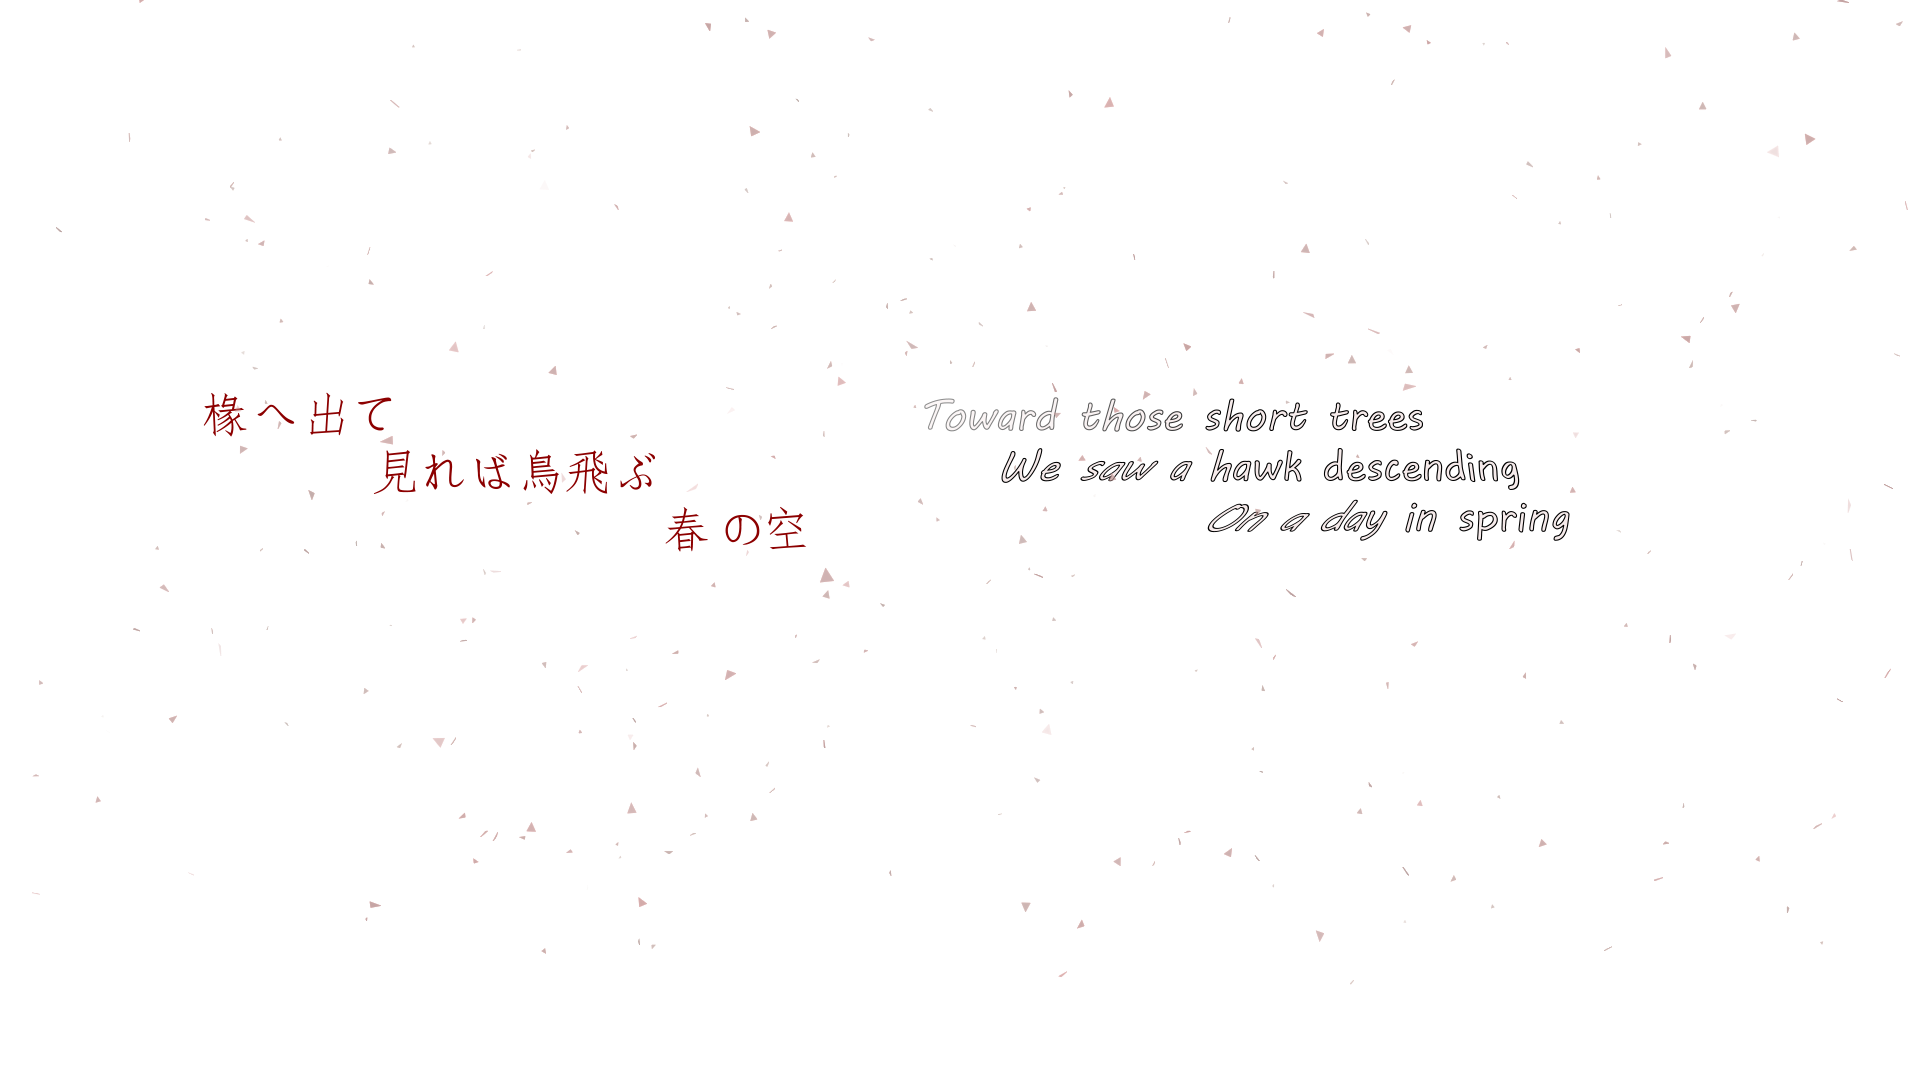 椽へ出て
見れば鳥飛ぶ
春の空
Toward those short trees
We saw a hawk descending
On a day in spring